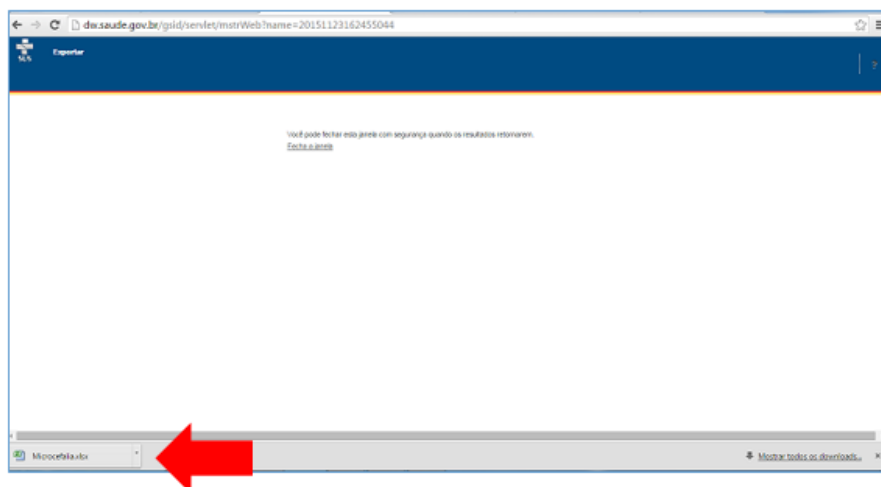 dw.saude.gov.br/gsid/servlet/mstrWeb?name=20151123162455044
SUS
Exportar
?
Você pode fechar esta janela com segurança quando os resultados retornarem.
Fecha a janela
Microcefalia.xlsx
Mostrar todos os downloads...